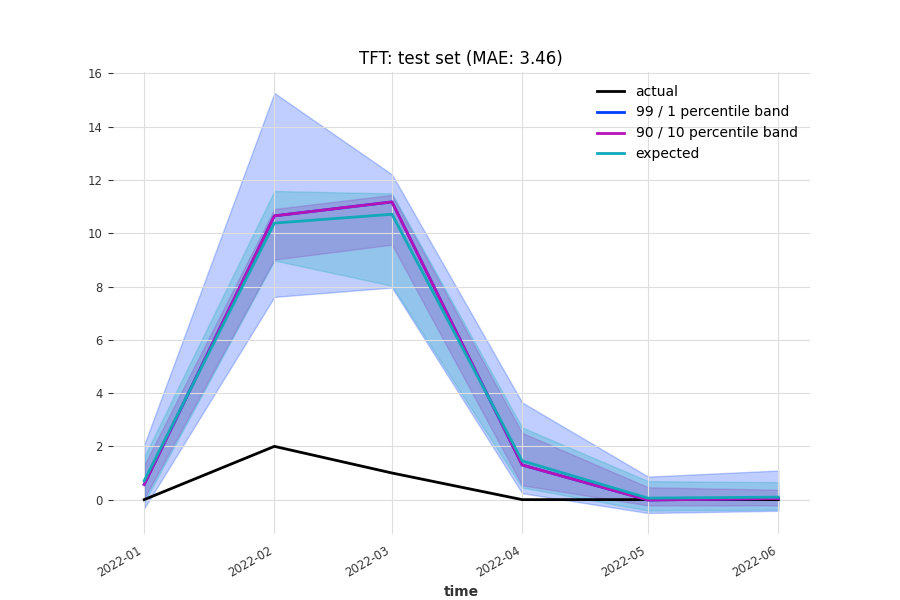 TFT: test set (MAE: 3.46)
16
14
12
10
8
6
4
2
0
actual
99 / 1 percentile band
90 / 10 percentile band
expected
2022-01
2022-02
2022-03
2022-04
2022-05
2022-06
time